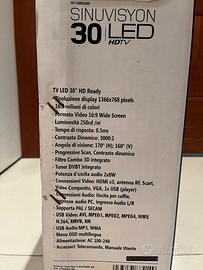 BY LOOKSTAR
SINUVISYON
30 LED
HDTV
TV LED 30" HD Ready
Risoluzione display 1366x768 pixels
16.8 milioni di colori
Formato Video 16:9 Wide Screen
Luminosità 250cd /m
Tempo di risposta: 8.5ms
Contrasto Dinamico: 3000:1
Angolo di visione: 170° (H), 160° (V)
Progressive Scan, Contrasto dinamico
Filtro Combo 3D integrato
Tuner DVBT Integrato
Potenza di uscita audio 2x8W
Connessioni Video: HDMI x3, antenna RF, Scart,
Video Composito, VGA, 1x USB (player)
Connessioni Audio: Uscita per cuffie,
ingresso audio PC, ingresso Audio L/R
Supporta PAL / SECAM
USB Video: AVI, MPEG1, MPEG2, MPEG4, WMV,
H.264, RMVB, RM
USB Audio: MP3, WMA
Menu OSD multilingua
Alimentazione: AC 100-240
Accessori: Telecomando, Manuale Utente